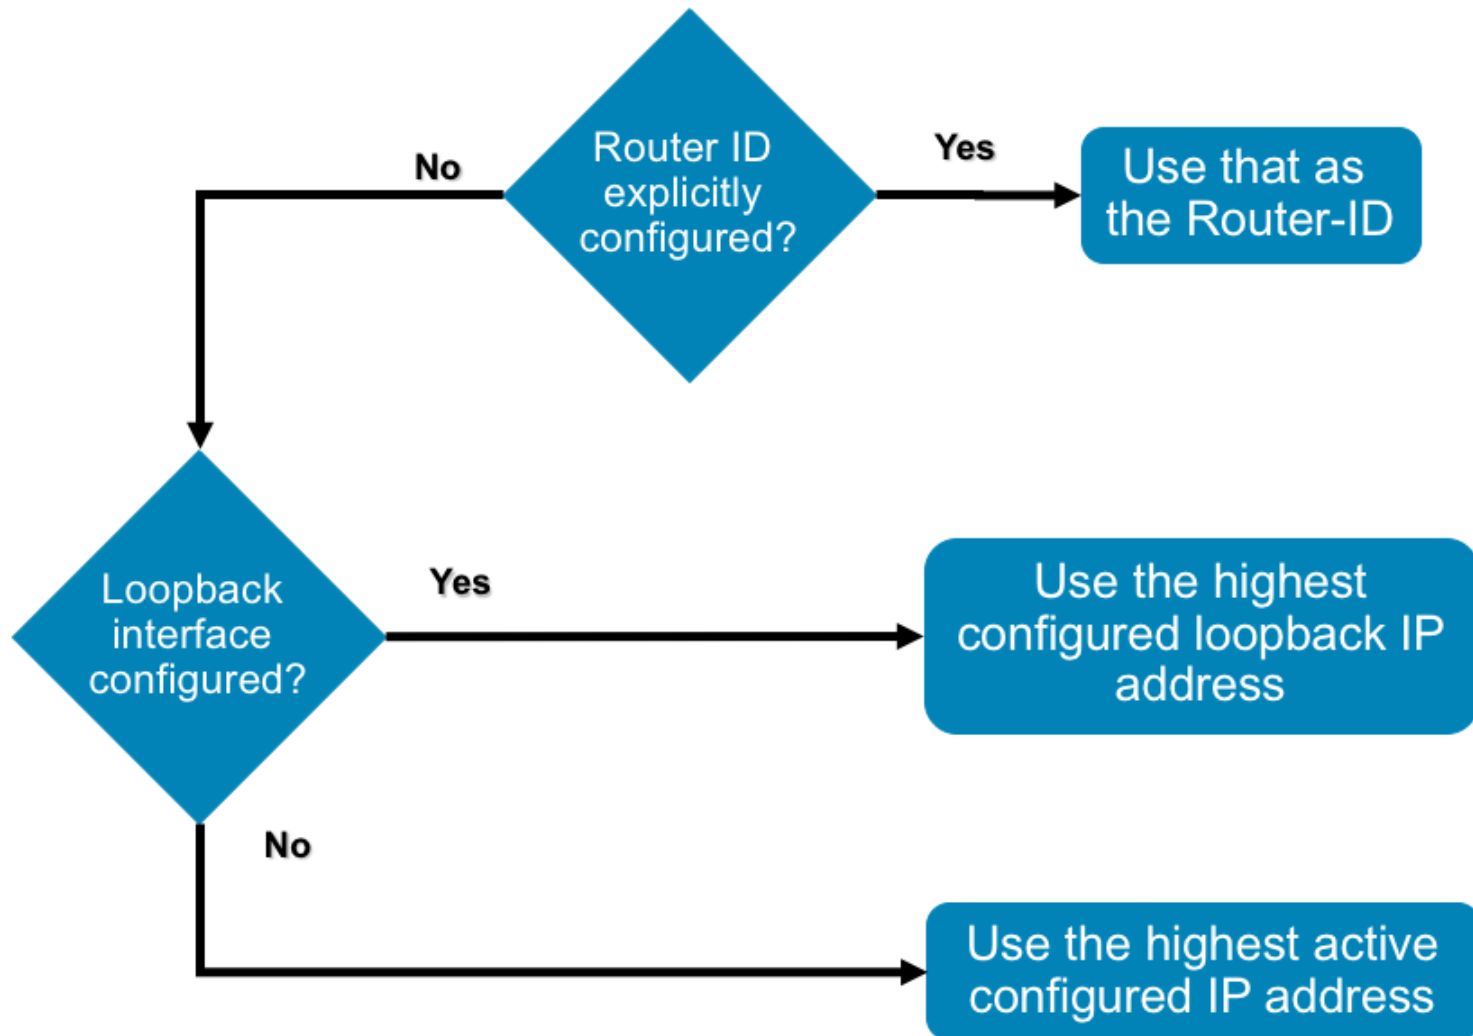 Router ID
explicitly
configured?
No
Yes
Use that as
the Router-ID
Loopback
interface
configured?
Yes
Use the highest
configured loopback IP
address
No
Use the highest active
configured IP address